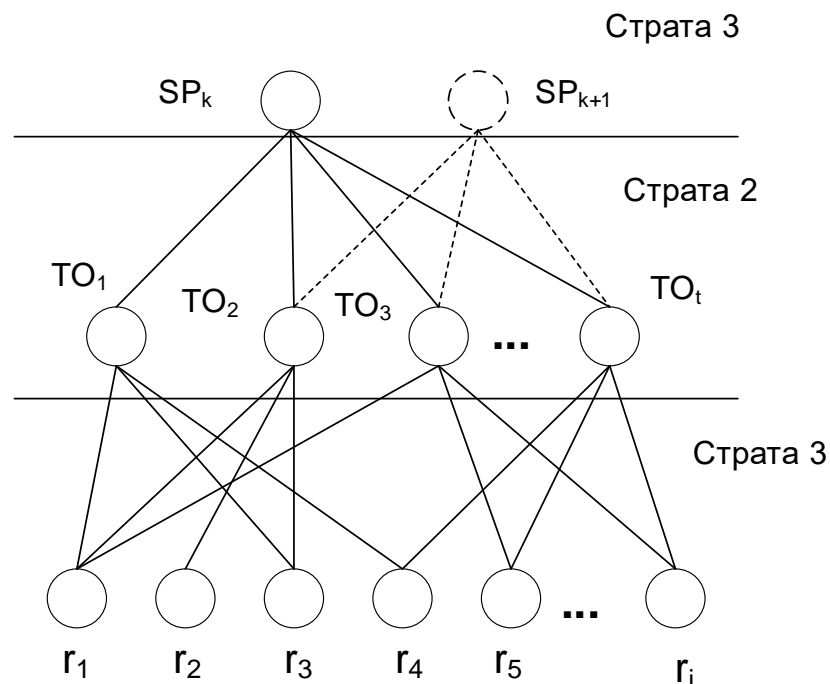 Страта 3
SPk
SPk+1
Страта 2
TO1
TO2
TO3
TOt
...
Страта 3
...
r1
r2
r3
r4
r5
ri